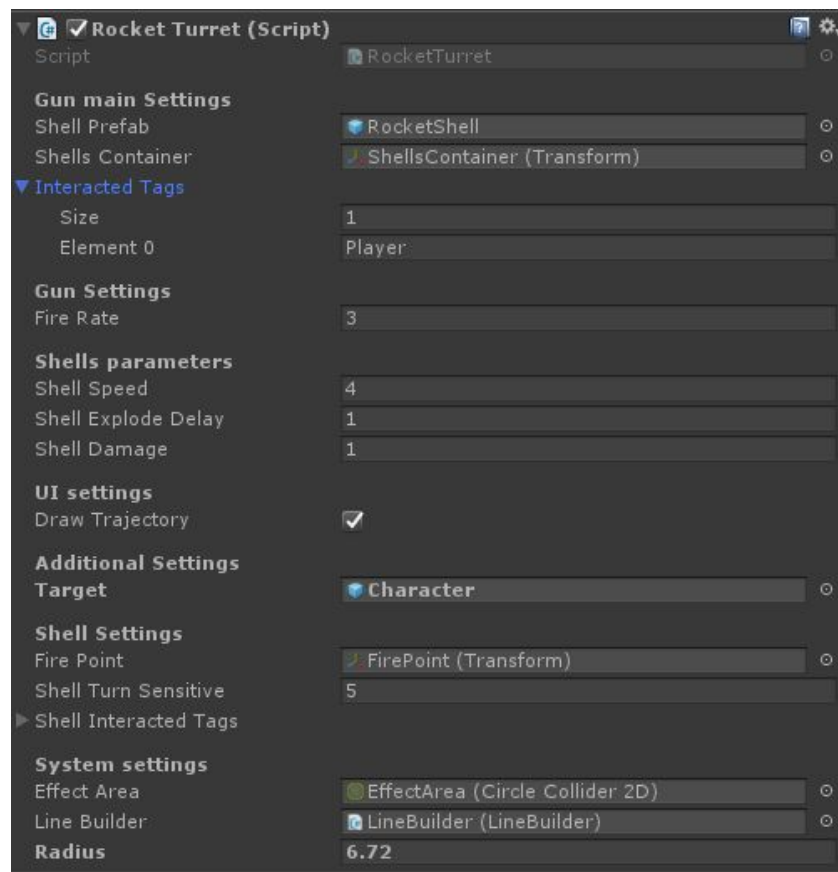 Rocket Turret (Script)
Script RocketTurret
Gun main Settings
Shell Prefab RocketShell
Shells Container ShellsContainer (Transform)
Interacted Tags
Size 1
Element 0 Player
Gun Settings
Fire Rate 3
Shells parameters
Shell Speed 4
Shell Explode Delay 1
Shell Damage 1
UI settings
Draw Trajectory
Additional Settings
Target Character
Shell Settings
Fire Point FirePoint (Transform)
Shell Turn Sensitive 5
Shell Interacted Tags
System settings
Effect Area EffectArea (Circle Collider 2D)
Line Builder LineBuilder (LineBuilder)
Radius 6.72